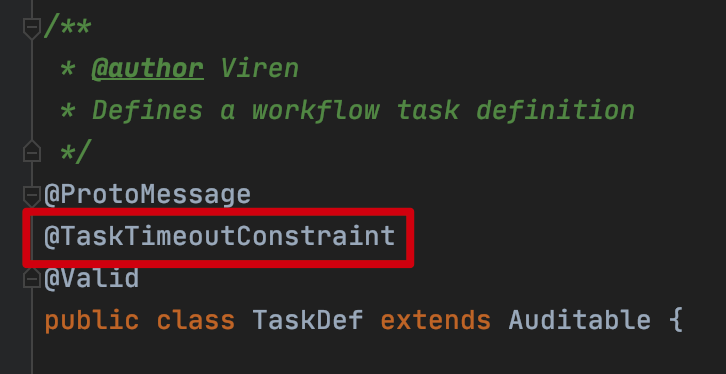 /**
 * @author Viren
 * Defines a workflow task definition
 */
@ProtoMessage
@TaskTimeoutConstraint
@Valid
public class TaskDef extends Auditable {